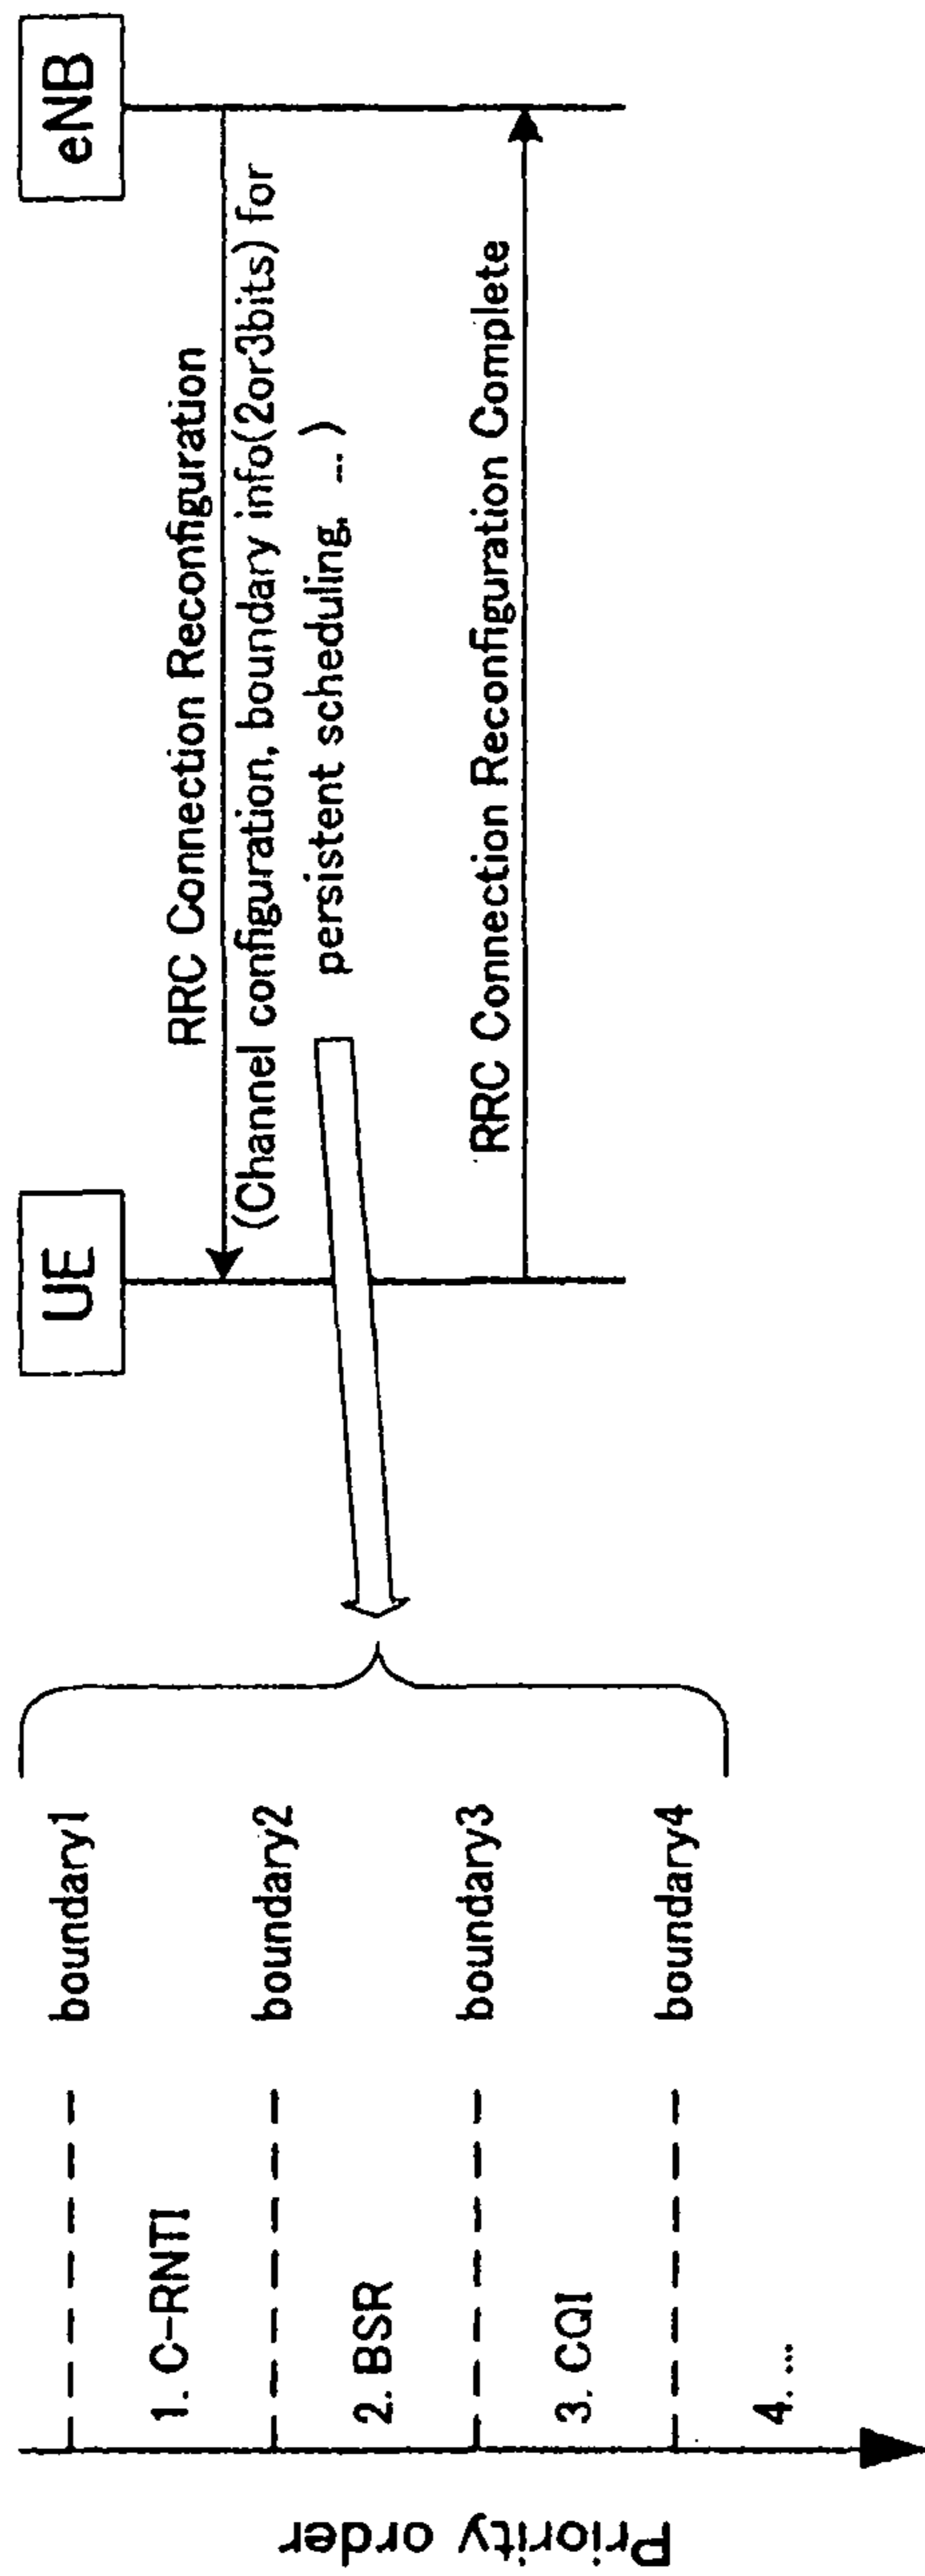 UE
eNB
RRC Connection Reconfiguration
(Channel configuration, boundary info(2or3bits) for
persistent scheduling, ...)
RRC Connection Reconfiguration Complete
boundary1
1. C-RNTI
boundary2
2. BSR
boundary3
3. CQI
boundary4
4. ...
Priority order